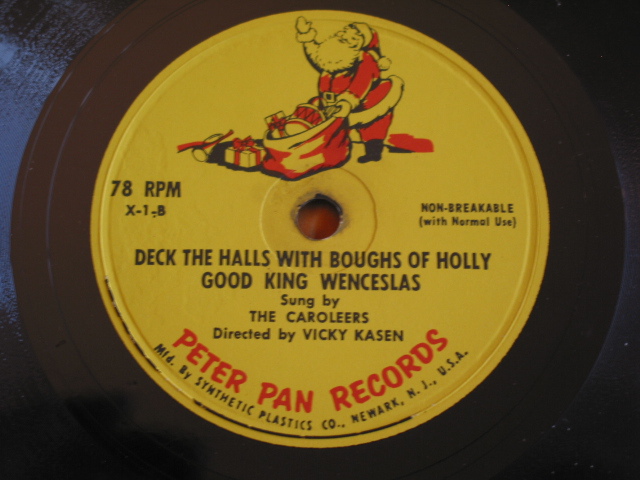 78 RPM
X-1-B
NON-BREAKABLE
(with Normal Use)
DECK THE HALLS WITH BOUGHS OF HOLLY
GOOD KING WENCESLAS
Sung by
THE CAROLEERS
Directed by VICKY KASEN
PETER PAN RECORDS
Mfd. By SYNTHETIC PLASTICS CO., NEWARK, N. J., U.S.A.